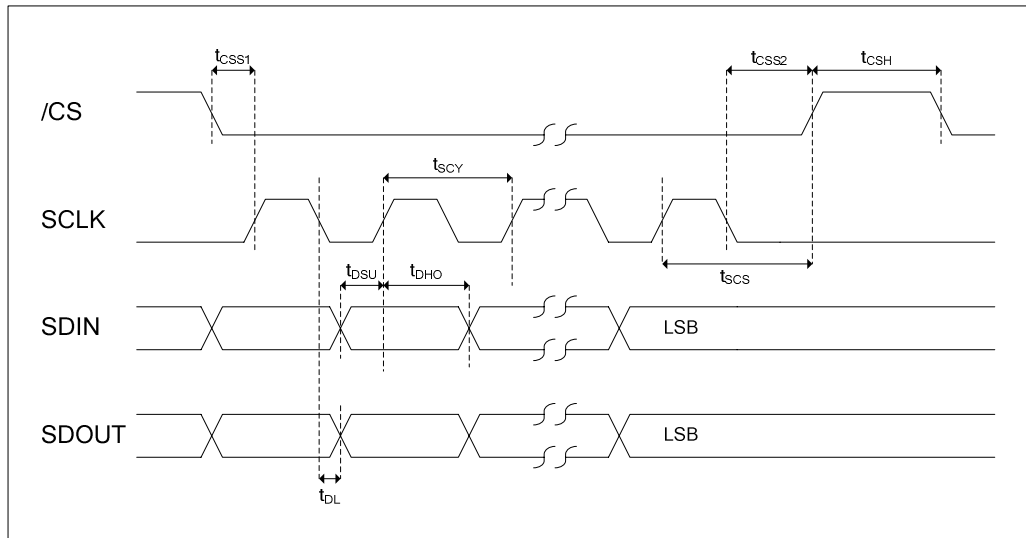 tCSS1
tCSS2
tCSH
/CS
tSCY
SCLK
tSCS
tDSU
tDHO
SDIN
LSB
SDOUT
LSB
tDL